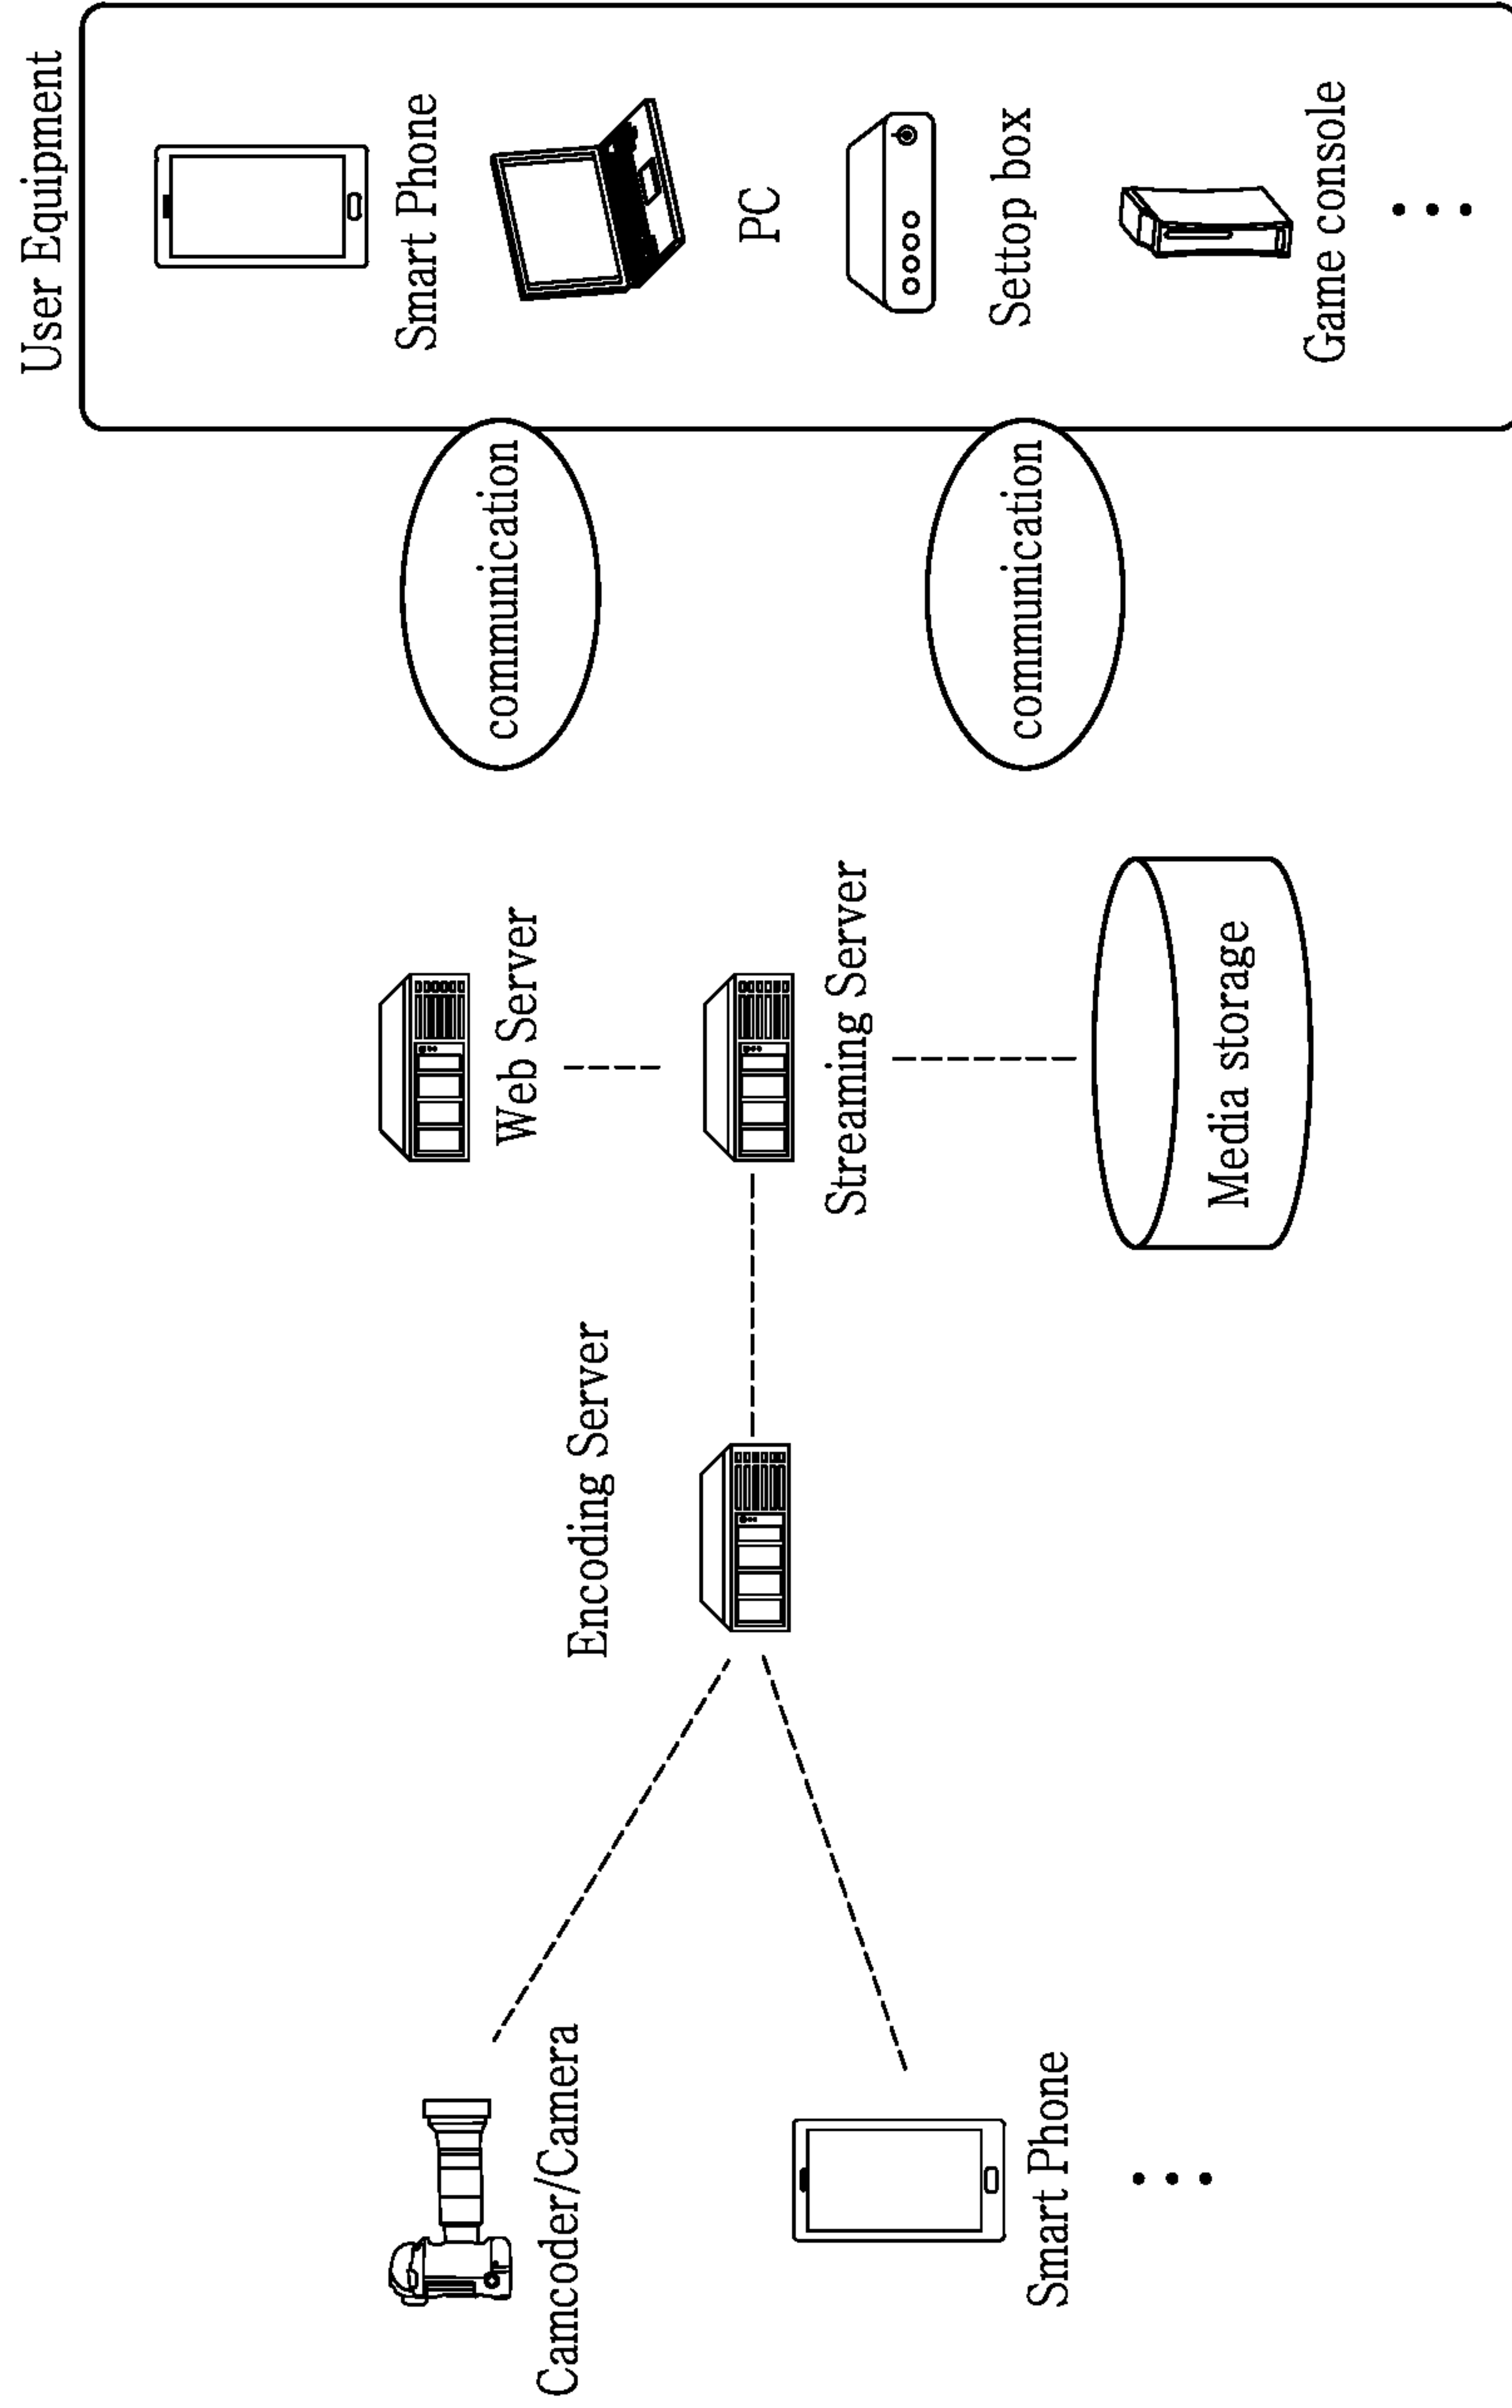 User Equipment
Smart Phone
PC
Settop box
Game console
communication
communication
Web Server
Streaming Server
Media storage
Encoding Server
Camcoder/Camera
Smart Phone